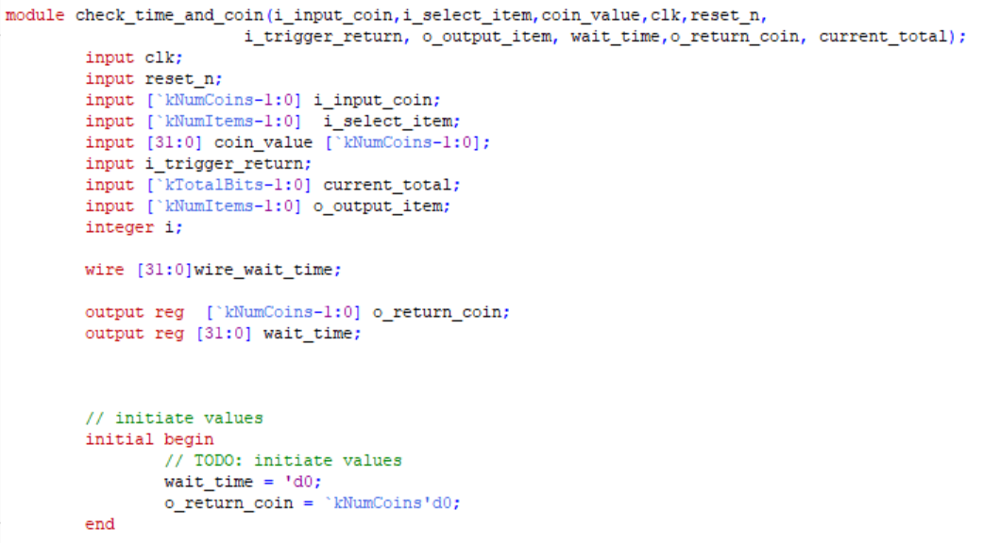 module check_time_and_coin(i_input_coin,i_select_item,coin_value,clk,reset_n,
i_trigger_return, o_output_item, wait_time,o_return_coin, current_total);
input clk;
input reset_n;
input [`kNumCoins-1:0] i_input_coin;
input [`kNumItems-1:0]  i_select_item;
input [31:0] coin_value [`kNumCoins-1:0];
input i_trigger_return;
input [`kTotalBits-1:0] current_total;
input [`kNumItems-1:0] o_output_item;
integer i;
wire [31:0]wire_wait_time;
output reg  [`kNumCoins-1:0] o_return_coin;
output reg [31:0] wait_time;
// initiate values
initial begin
// TODO: initiate values
wait_time = 'd0;
o_return_coin = `kNumCoins'd0;
end